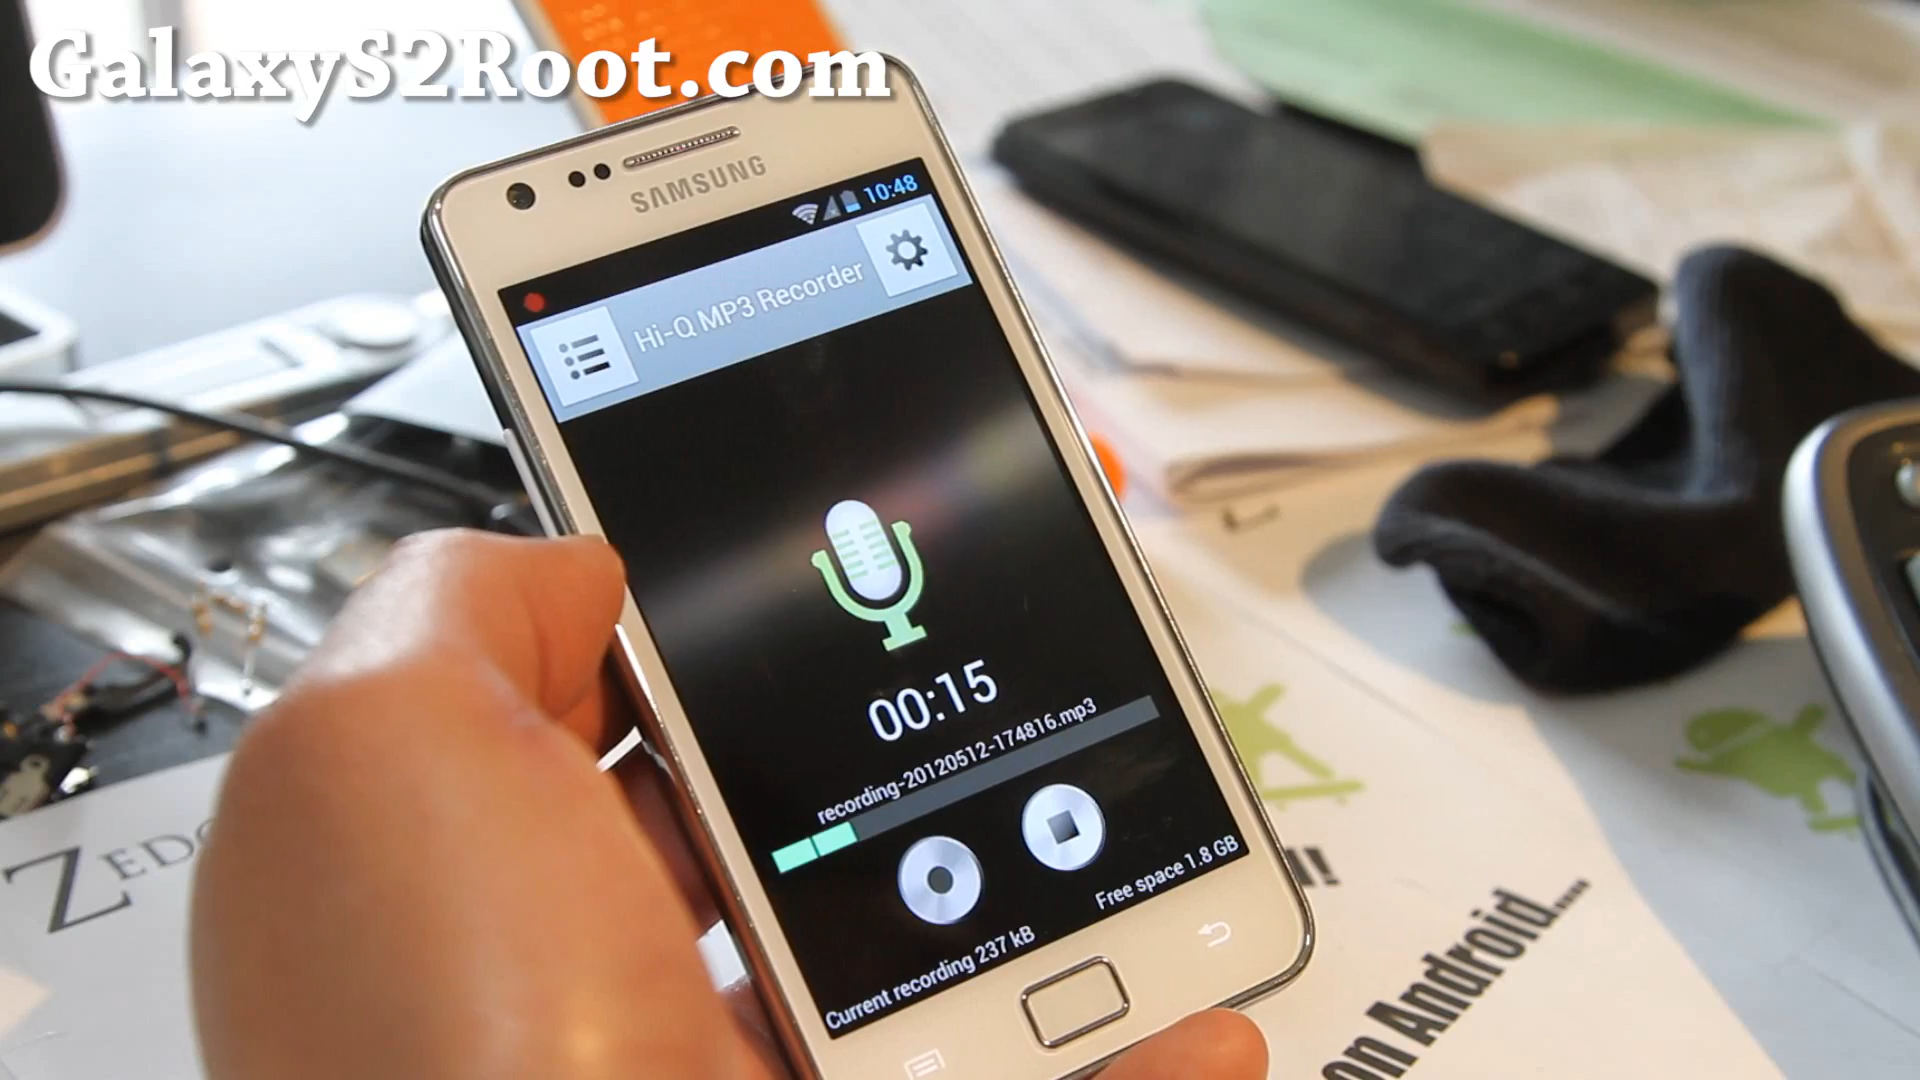 GalaxyS2Root.com
SAMSUNG
10:48
Hi-Q MP3 Recorder
00:15
recording-20120512-174816.mp3
Free space 1.8 GB
Current recording 237 kB
on Android....